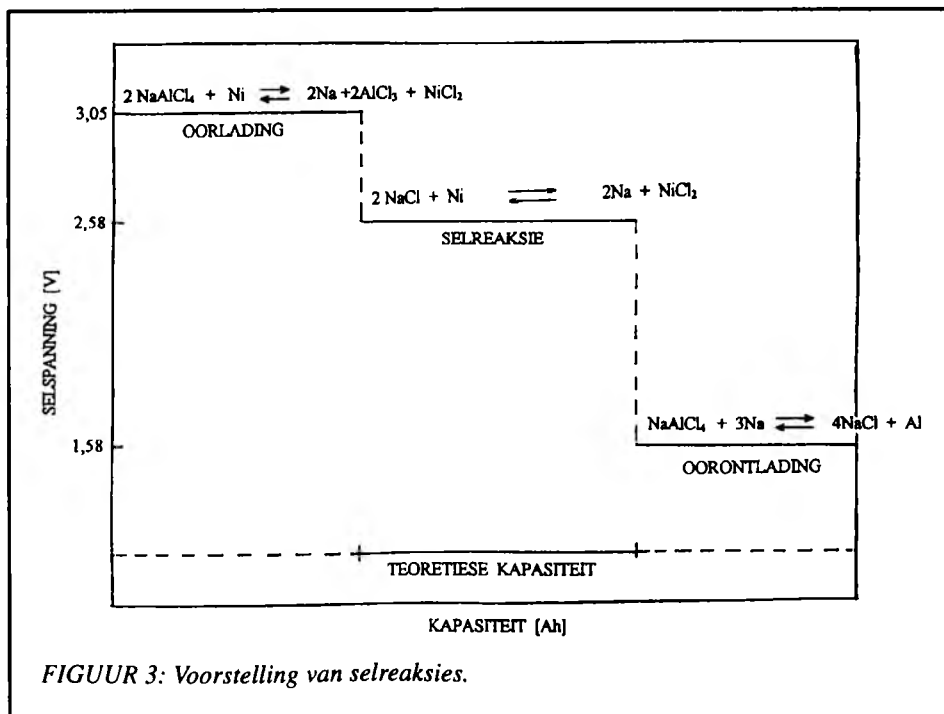 2 NaAlCl₄ + Ni ⇌ 2Na +2AlCl₃ + NiCl₂
3,05
OORLADING
2 NaCl + Ni ⇌ 2Na + NiCl₂
2,58
SELREAKSIE
SELSPANNING [V]
NaAlCl₄ + 3Na ⇌ 4NaCl + Al
1,58
OORONTLADING
TEORETIESE KAPASITEIT
KAPASITEIT [Ah]
FIGUUR 3: Voorstelling van selreaksies.